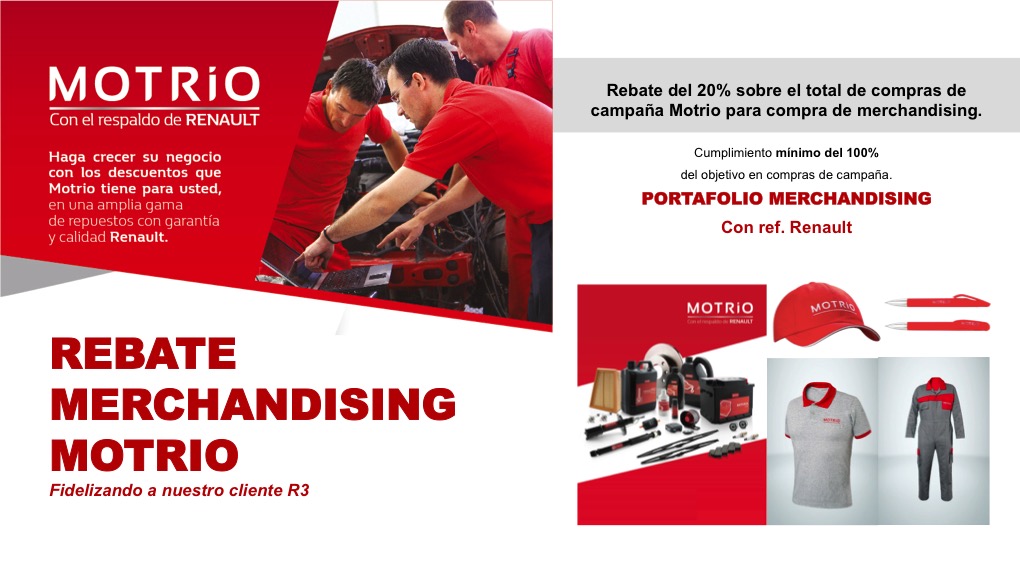 MOTRiO
Con el respaldo de RENAULT
Haga crecer su negocio
con los descuentos que
Motrio tiene para usted,
en una amplia gama
de repuestos con garantía
y calidad Renault.
REBATE
MERCHANDISING
MOTRIO
Fidelizando a nuestro cliente R3
Rebate del 20% sobre el total de compras de
campaña Motrio para compra de merchandising.
Cumplimiento mínimo del 100%
del objetivo en compras de campaña.
PORTAFOLIO MERCHANDISING
Con ref. Renault
MOTRiO
Con el respaldo de RENAULT
MOTRiO
MOTRiO